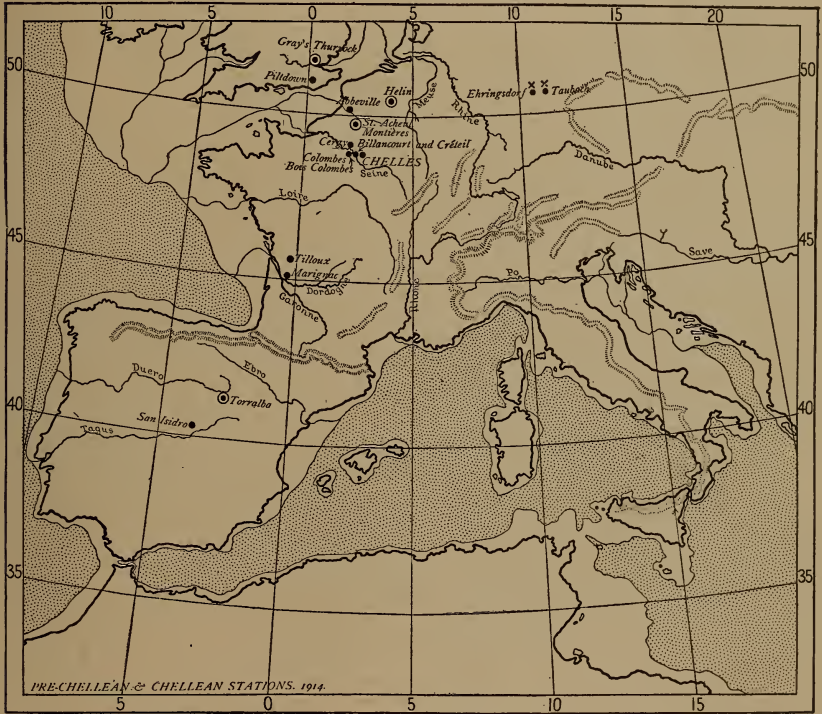 10 5 0 5 10 15 20
50
50
Gray's Thurrock
Piltdown
Helin
Abbeville
Meuse
Rhine
Ehringsdorf
Taubach
St. Acheul
Montières
Cergy
Billancourt and Créteil
Colombes
CHELLES
Bois Colombes
Seine
Danube
Loire
45
45
Save
Tilloux
Marignac
Dordogne
Po
Rhone
Garonne
Duero
Ebro
40
40
Torralba
San Isidro
Tagus
35
35
PRE-CHELLEAN & CHELLEAN STATIONS. 1914.
5 0 5 10 15